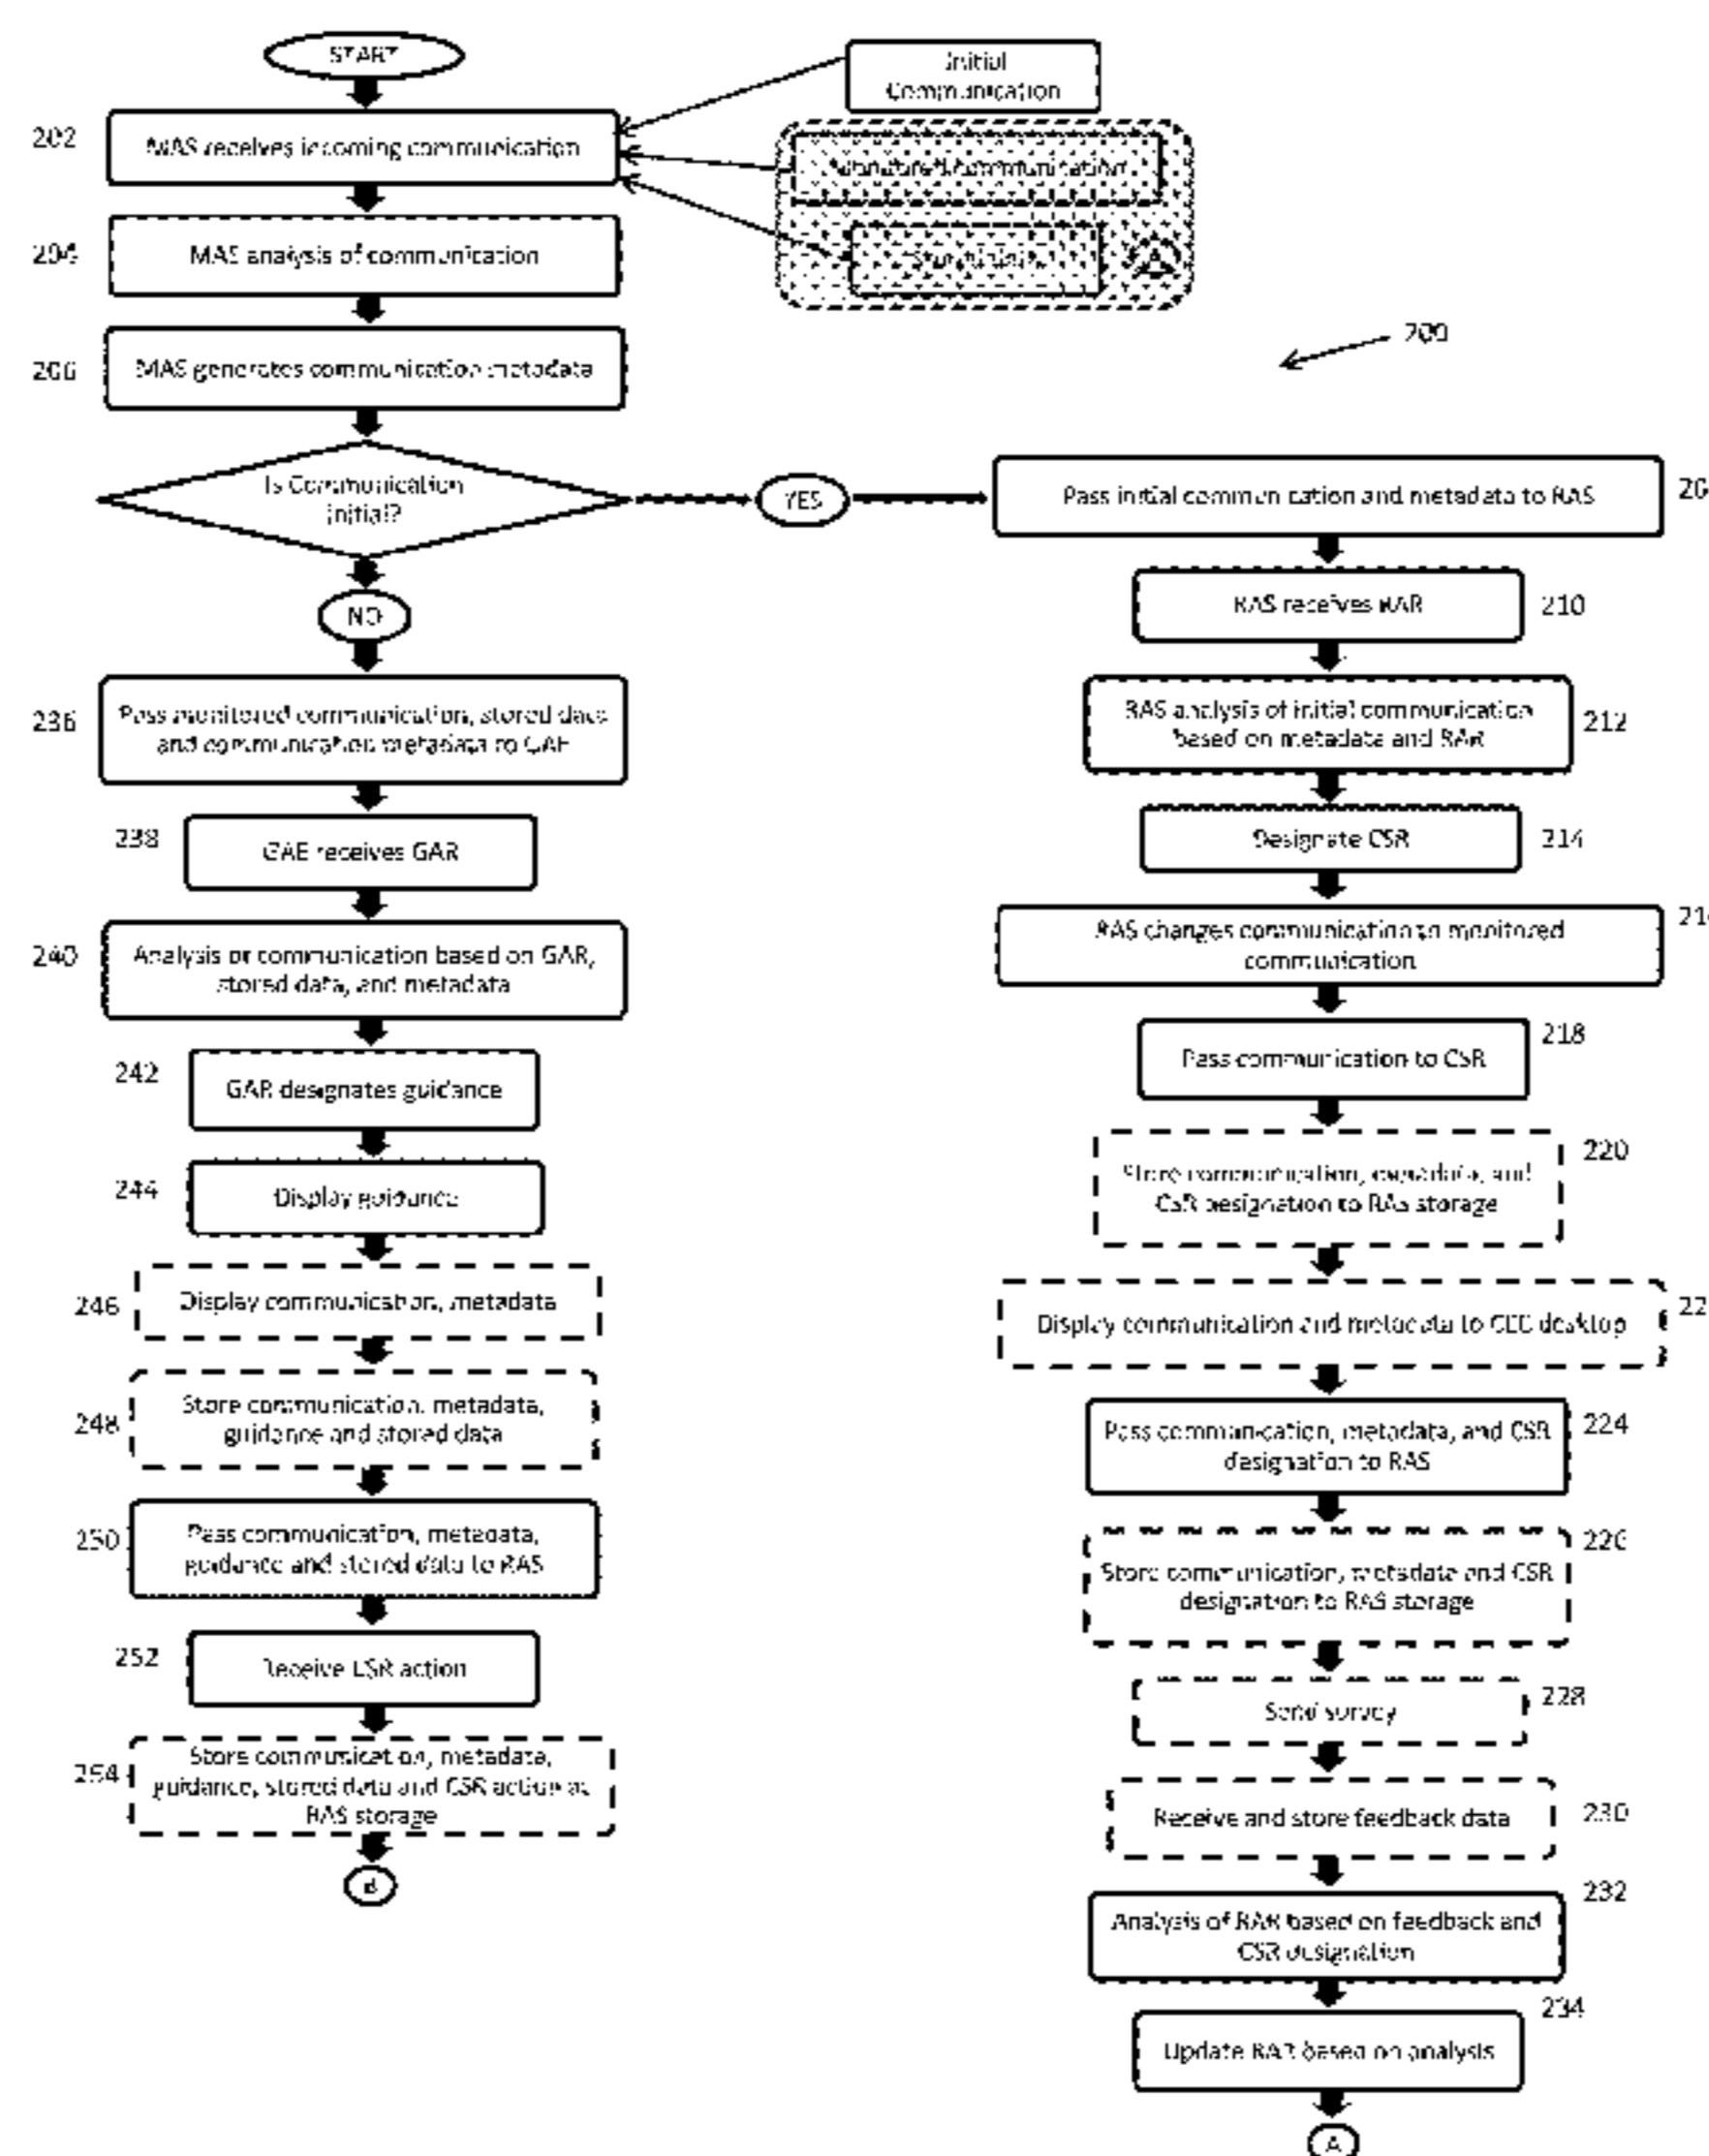 START
Initial
Communication
202
MAS receives incoming communication
Monitored communication
204
MAS analysis of communication
Stored data
A
200
206
MAS generates communication metadata
Is Communication
initial?
YES
Pass initial communication and metadata to RAS
20
NO
RAS receives RAR
210
236
Pass monitored communication, stored data
and communication metadata to GAE
RAS analysis of initial communication
based on metadata and RAR
212
238
GAE receives GAR
Designate CSR
214
240
Analysis of communication based on GAR,
stored data, and metadata
RAS changes communication to monitored
communication
21
242
GAR designates guidance
Pass communication to CSR
218
244
Display guidance
Store communication, metadata, and
CSR designation to RAS storage
220
246
Display communication, metadata
Display communication and metadata to CEC desktop
22
248
Store communication, metadata,
guidance and stored data
Pass communication, metadata, and CSR
designation to RAS
224
250
Pass communication, metadata,
guidance and stored data to RAS
Store communication, metadata and CSR
designation to RAS storage
226
252
Receive CSR action
Send survey
228
254
Store communication, metadata,
guidance, stored data and CSR action at
RAS storage
Receive and store feedback data
230
B
Analysis of RAR based on feedback and
CSR designation
232
Update RAR based on analysis
234
A